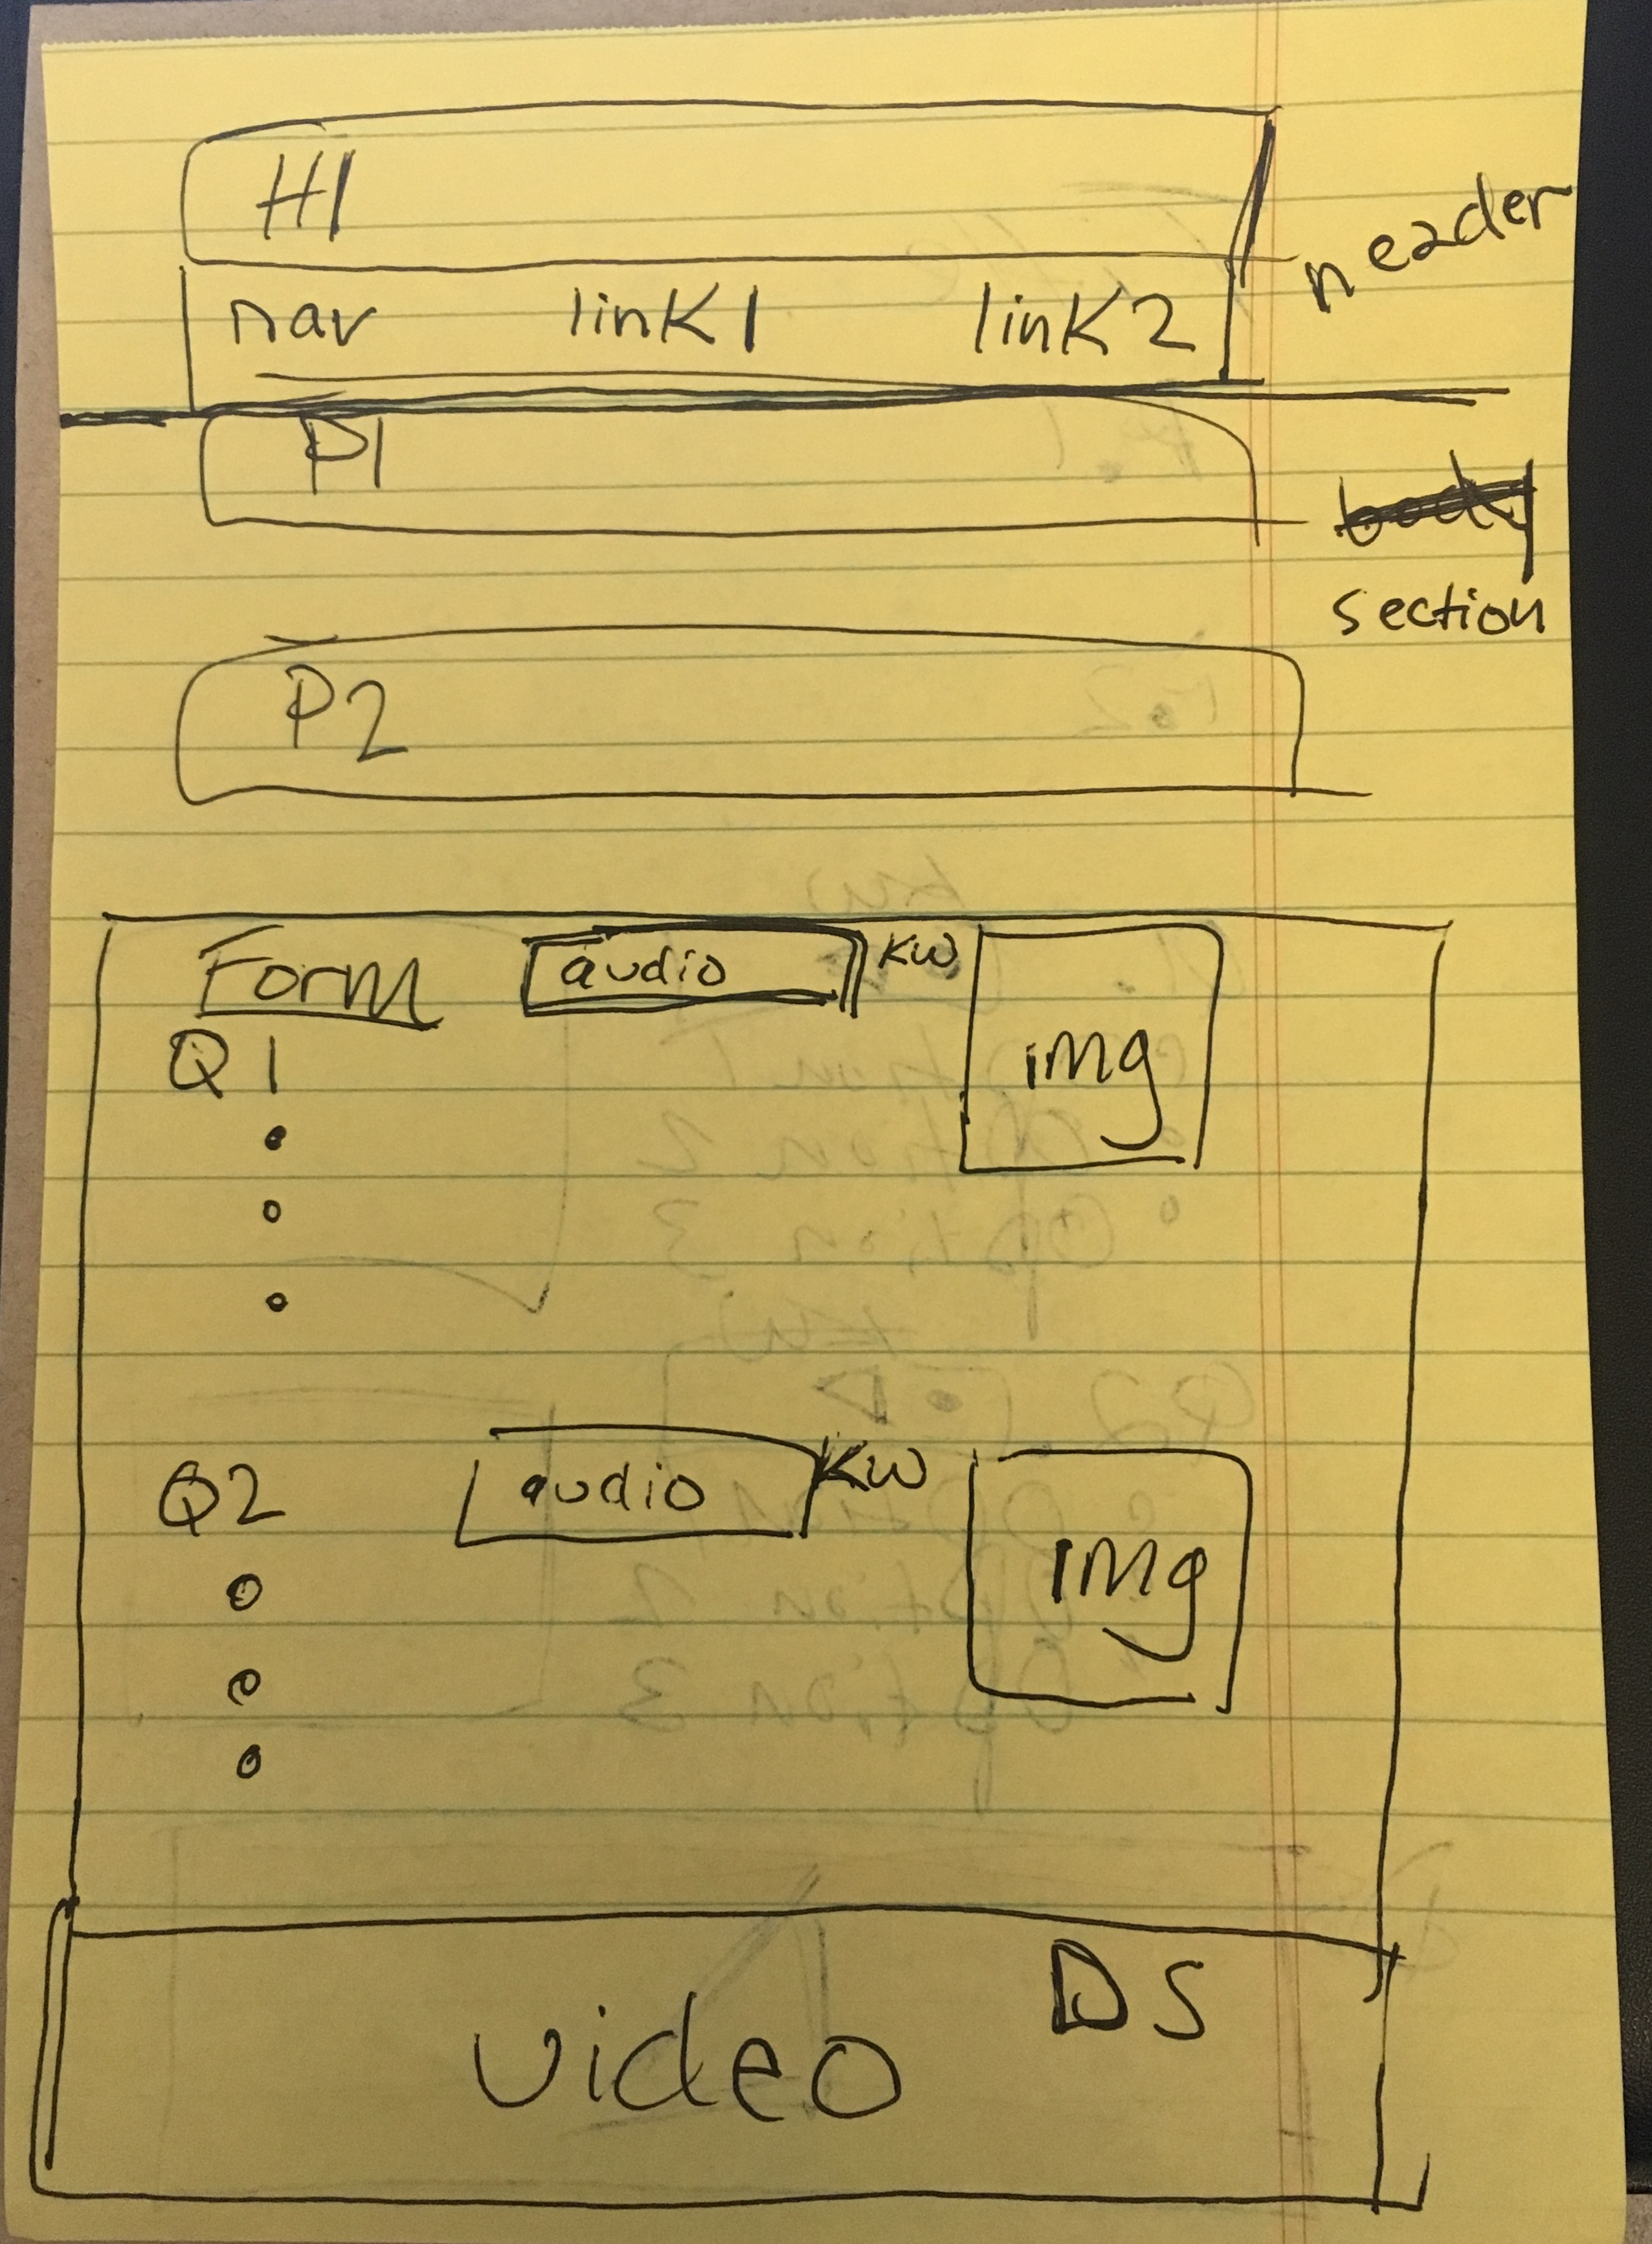 H1
header
nav link1 link2
P1
body
section
P2
Form audio KW
Q1 img
Q2 audio KW
img
DS
video